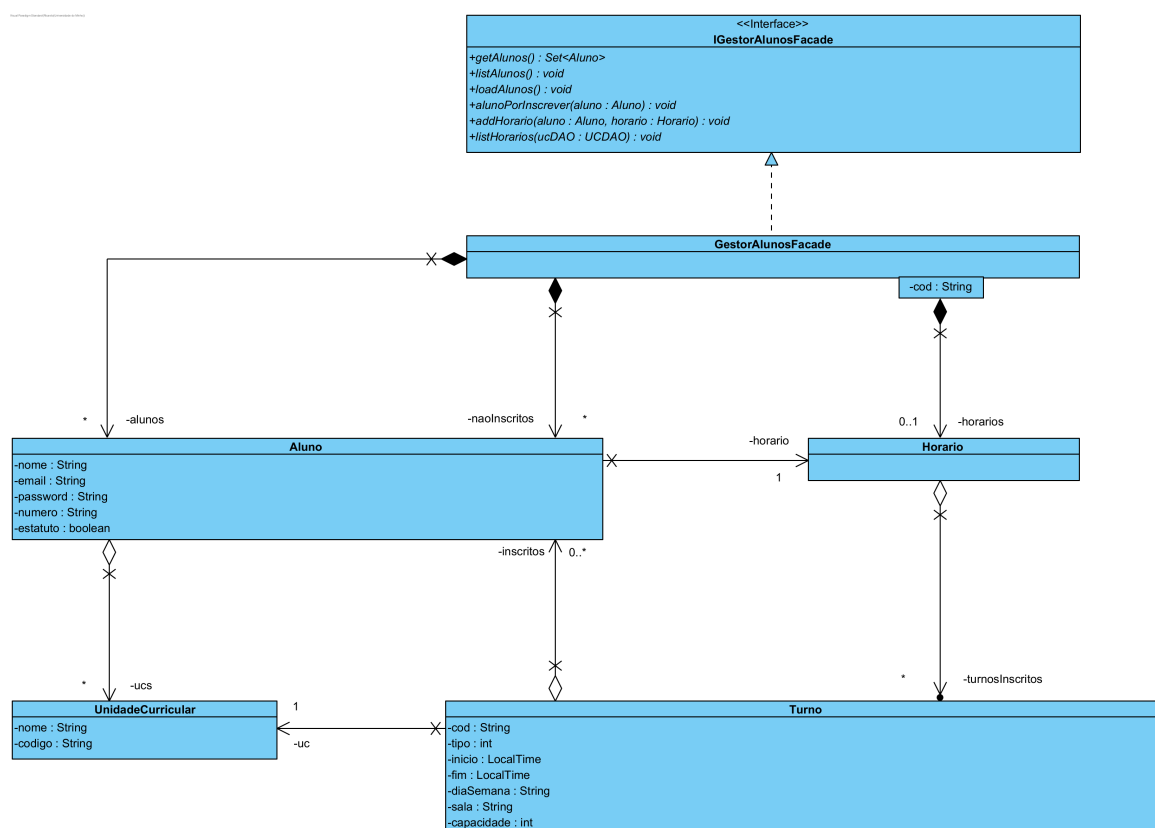 <<Interface>>
IGestorAlunosFacade
+getAlunos() : Set<Aluno>
+listAlunos() : void
+loadAlunos() : void
+alunoPorInscrever(aluno : Aluno) : void
+addHorario(aluno : Aluno, horario : Horario) : void
+listHorarios(ucDAO : UCDAO) : void
GestorAlunosFacade
-cod : String
* -alunos
-naoInscritos *
0..1 -horarios
Aluno
-nome : String
-email : String
-password : String
-numero : String
-estatuto : boolean
-horario
1
Horario
-inscritos 0..*
* -ucs
* -turnosInscritos
UnidadeCurricular
-nome : String
-codigo : String
1
-uc
Turno
-cod : String
-tipo : int
-inicio : LocalTime
-fim : LocalTime
-diaSemana : String
-sala : String
-capacidade : int